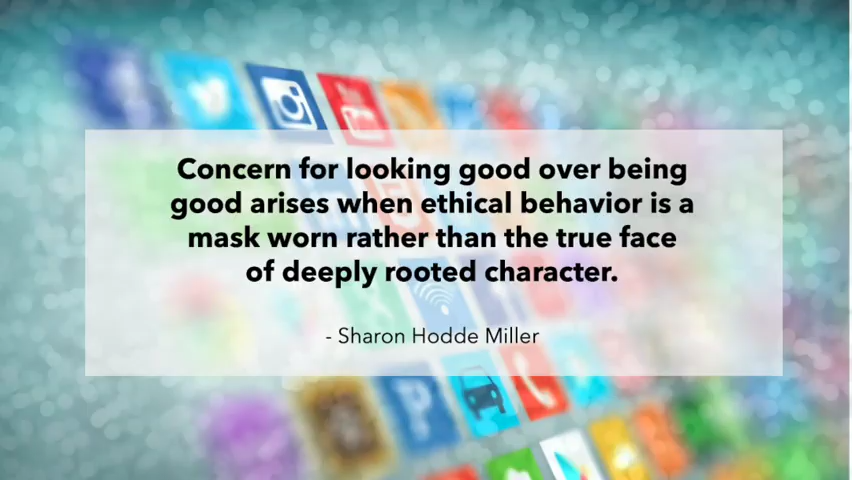 Concern for looking good over being
good arises when ethical behavior is a
mask worn rather than the true face
of deeply rooted character.
- Sharon Hodde Miller